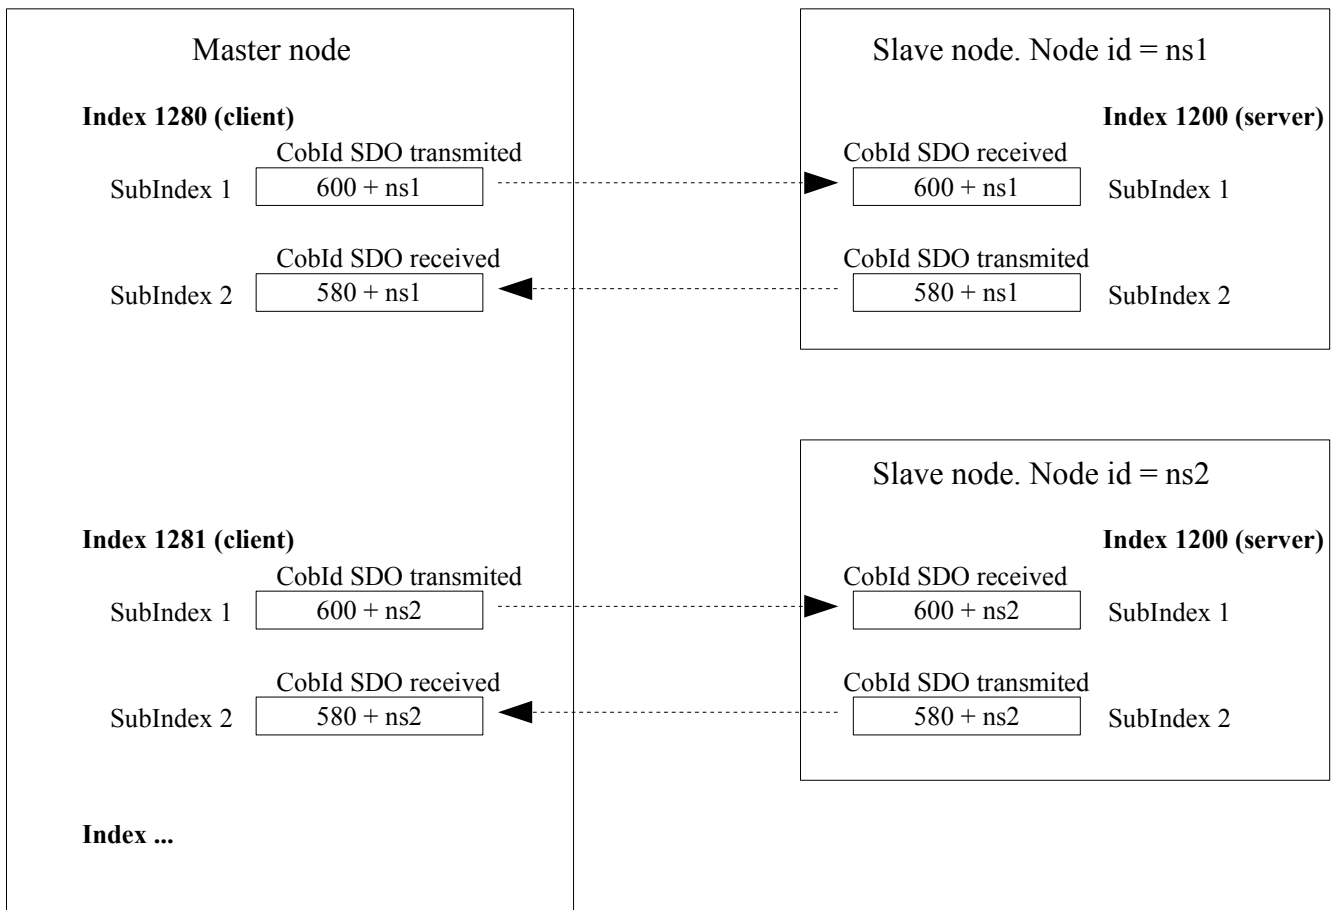 Master node
Index 1280 (client)
CobId SDO transmited
SubIndex 1
600 + ns1
CobId SDO received
SubIndex 2
580 + ns1
Index 1281 (client)
CobId SDO transmited
SubIndex 1
600 + ns2
CobId SDO received
SubIndex 2
580 + ns2
Index ...
Slave node. Node id = ns1
Index 1200 (server)
CobId SDO received
600 + ns1
SubIndex 1
CobId SDO transmited
580 + ns1
SubIndex 2
Slave node. Node id = ns2
Index 1200 (server)
CobId SDO received
600 + ns2
SubIndex 1
CobId SDO transmited
580 + ns2
SubIndex 2